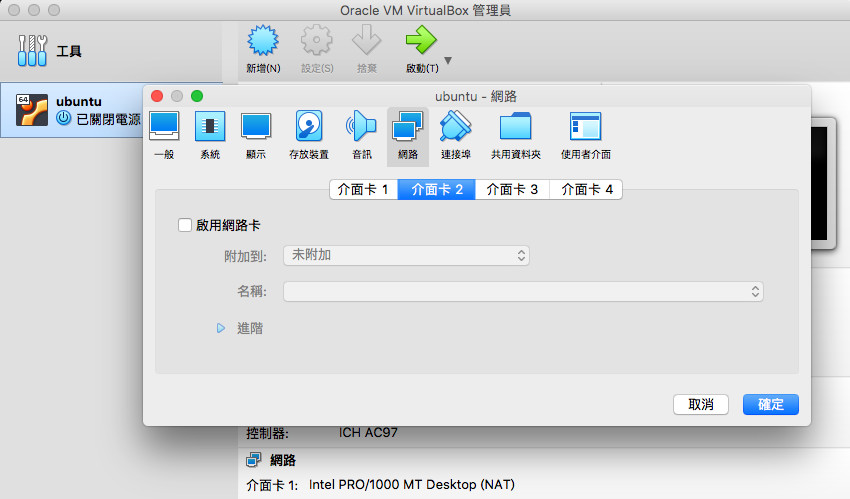 Oracle VM VirtualBox 管理員
工具
新增(N) 設定(S) 捨棄 啟動(T)
64
ubuntu
已關閉電源
ubuntu - 網路
一般 系統 顯示 存放裝置 音訊 網路 連接埠 共用資料夾 使用者介面
介面卡 1 介面卡 2 介面卡 3 介面卡 4
啟用網路卡
附加到: 未附加
名稱:
進階
取消 確定
控制器: ICH AC97
網路
介面卡 1: Intel PRO/1000 MT Desktop (NAT)